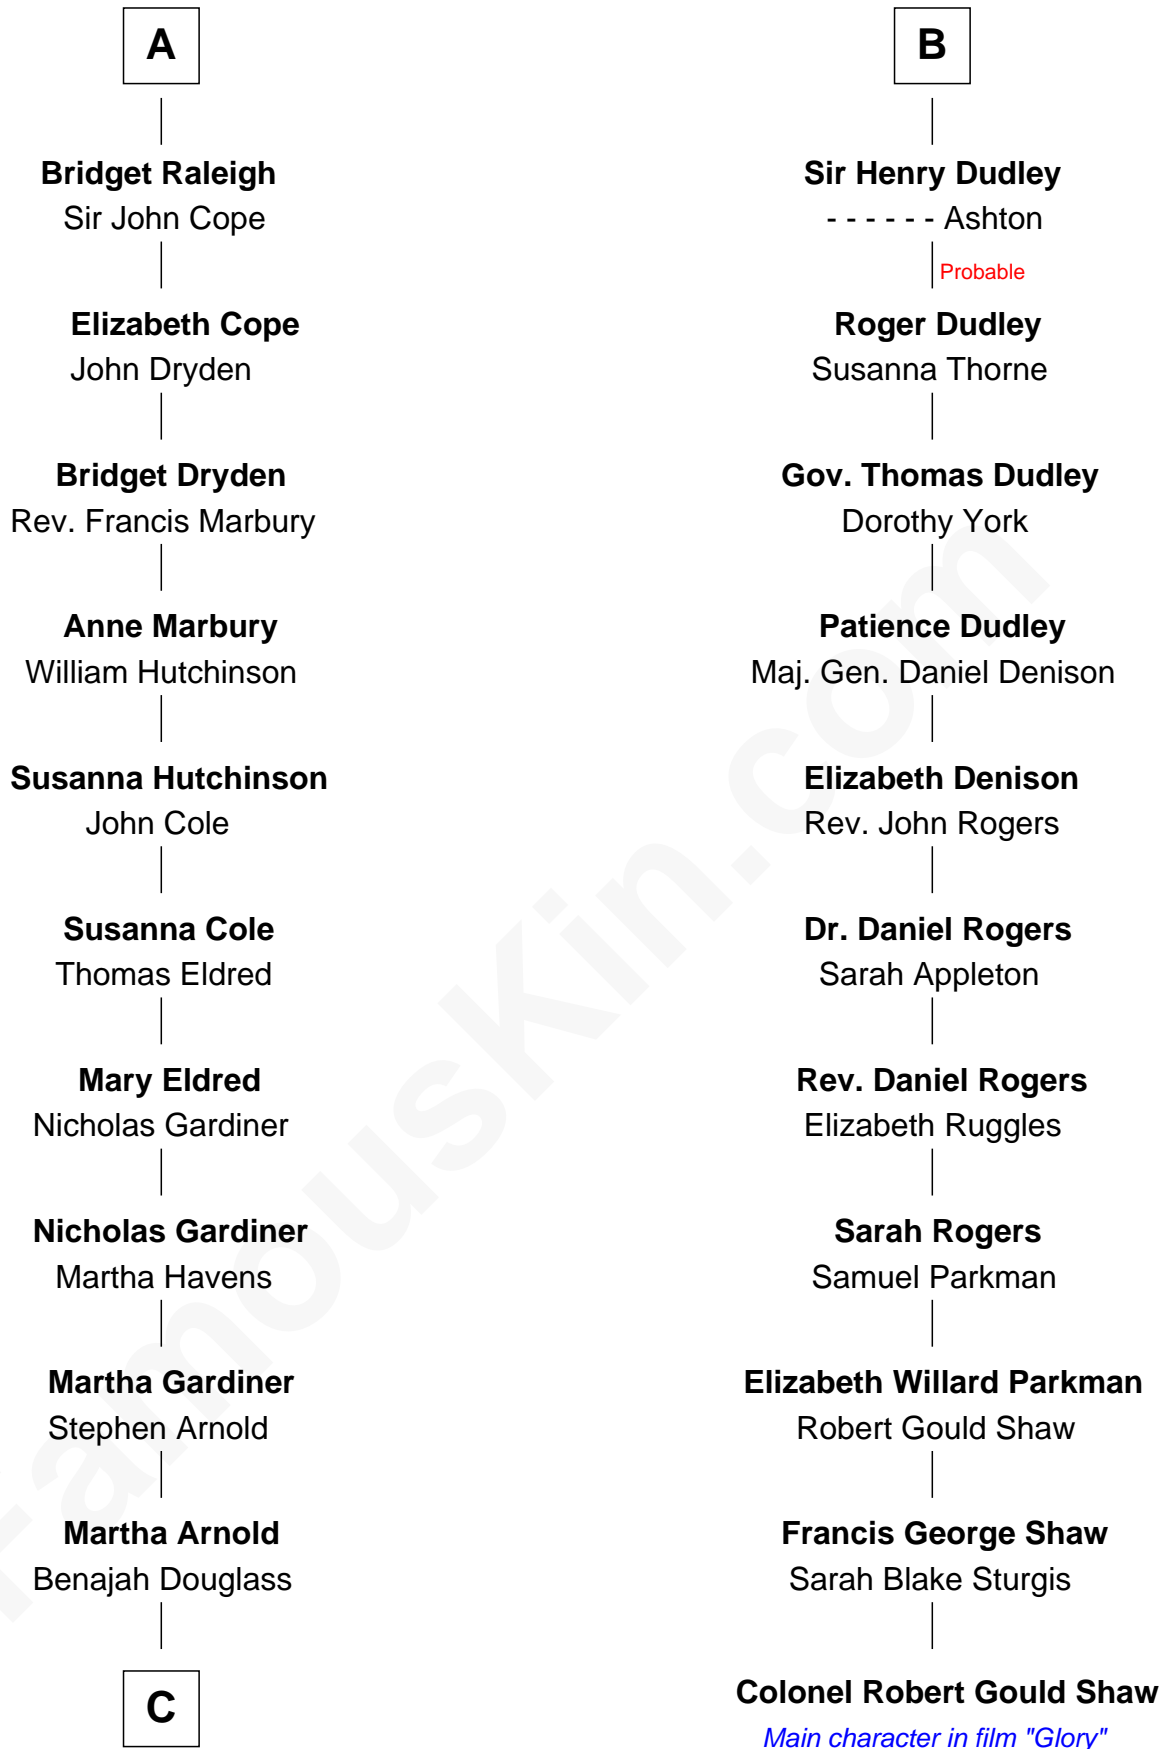 A
Bridget Raleigh
Sir John Cope
Elizabeth Cope
John Dryden
Bridget Dryden
Rev. Francis Marbury
Anne Marbury
William Hutchinson
Susanna Hutchinson
John Cole
Susanna Cole
Thomas Eldred
Mary Eldred
Nicholas Gardiner
Nicholas Gardiner
Martha Havens
Martha Gardiner
Stephen Arnold
Martha Arnold
Benajah Douglass
C
B
Sir Henry Dudley
- - - - - - Ashton
Probable
Roger Dudley
Susanna Thorne
Gov. Thomas Dudley
Dorothy York
Patience Dudley
Maj. Gen. Daniel Denison
Elizabeth Denison
Rev. John Rogers
Dr. Daniel Rogers
Sarah Appleton
Rev. Daniel Rogers
Elizabeth Ruggles
Sarah Rogers
Samuel Parkman
Elizabeth Willard Parkman
Robert Gould Shaw
Francis George Shaw
Sarah Blake Sturgis
Colonel Robert Gould Shaw
Main character in film "Glory"
FamousKin.com